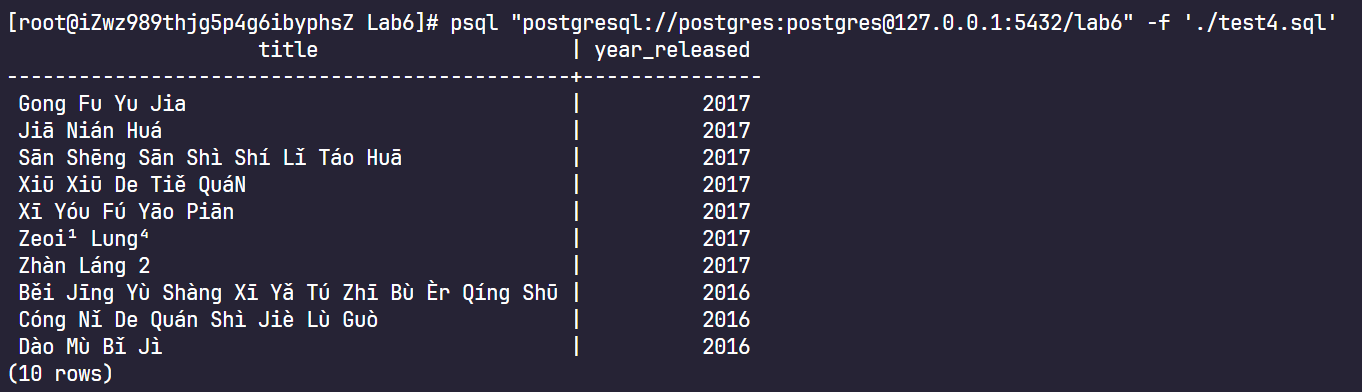 [root@iZwz989thjg5p4g6ibyphsZ Lab6]# psql "postgresql://postgres:postgres@127.0.0.1:5432/lab6" -f './test4.sql'
                     title                     | year_released
-----------------------------------------------+---------------
 Gong Fu Yu Jia                                |          2017
 Jiā Nián Huá                                  |          2017
 Sān Shēng Sān Shì Shí Lǐ Táo Huā              |          2017
 Xiū Xiū De Tiě QuáN                           |          2017
 Xī Yóu Fú Yāo Piān                            |          2017
 Zeoi¹ Lung⁴                                   |          2017
 Zhàn Láng 2                                   |          2017
 Běi Jīng Yù Shàng Xī Yǎ Tú Zhī Bù Èr Qíng Shū |          2016
 Cóng Nǐ De Quán Shì Jiè Lù Guò                |          2016
 Dào Mù Bǐ Jì                                  |          2016
(10 rows)